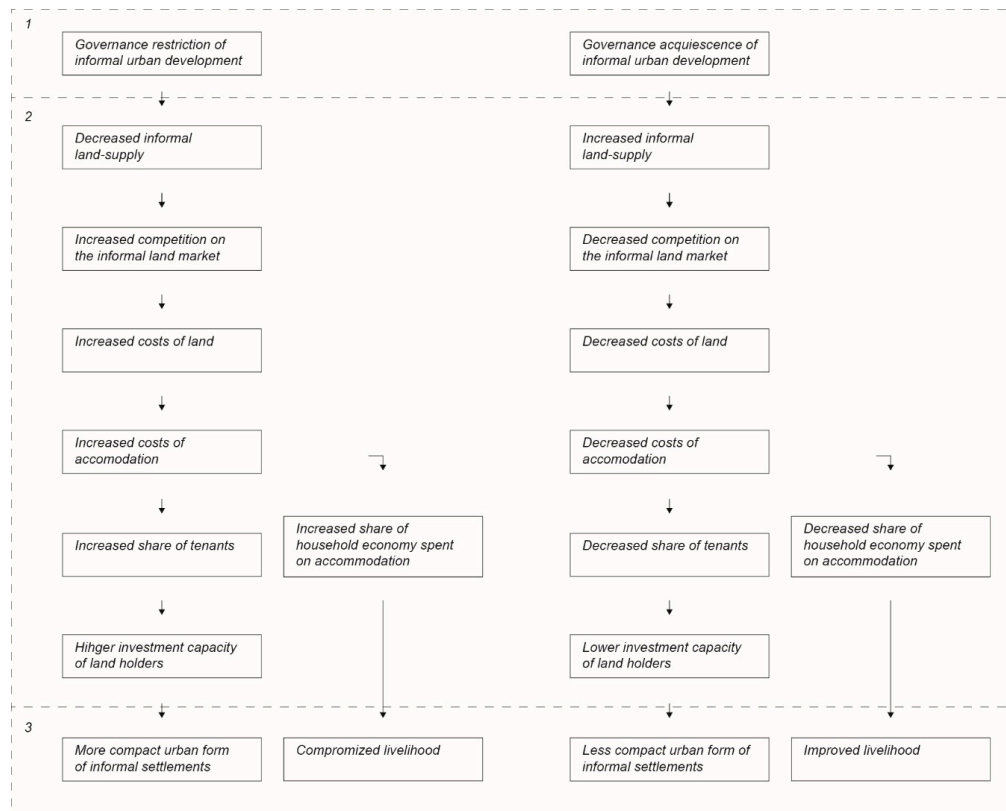 1
Governance restriction of
informal urban development
Governance acquiescence of
informal urban development
2
Decreased informal
land-supply
Increased informal
land-supply
Increased competition on
the informal land market
Decreased competition on
the informal land market
Increased costs of land
Decreased costs of land
Increased costs of
accomodation
Decreased costs of
accomodation
Increased share of tenants
Increased share of
household economy spent
on accommodation
Decreased share of tenants
Decreased share of
household economy spent
on accommodation
Hihger investment capacity
of land holders
Lower investment capacity
of land holders
3
More compact urban form
of informal settlements
Compromized livelihood
Less compact urban form of
informal settlements
Improved livelihood